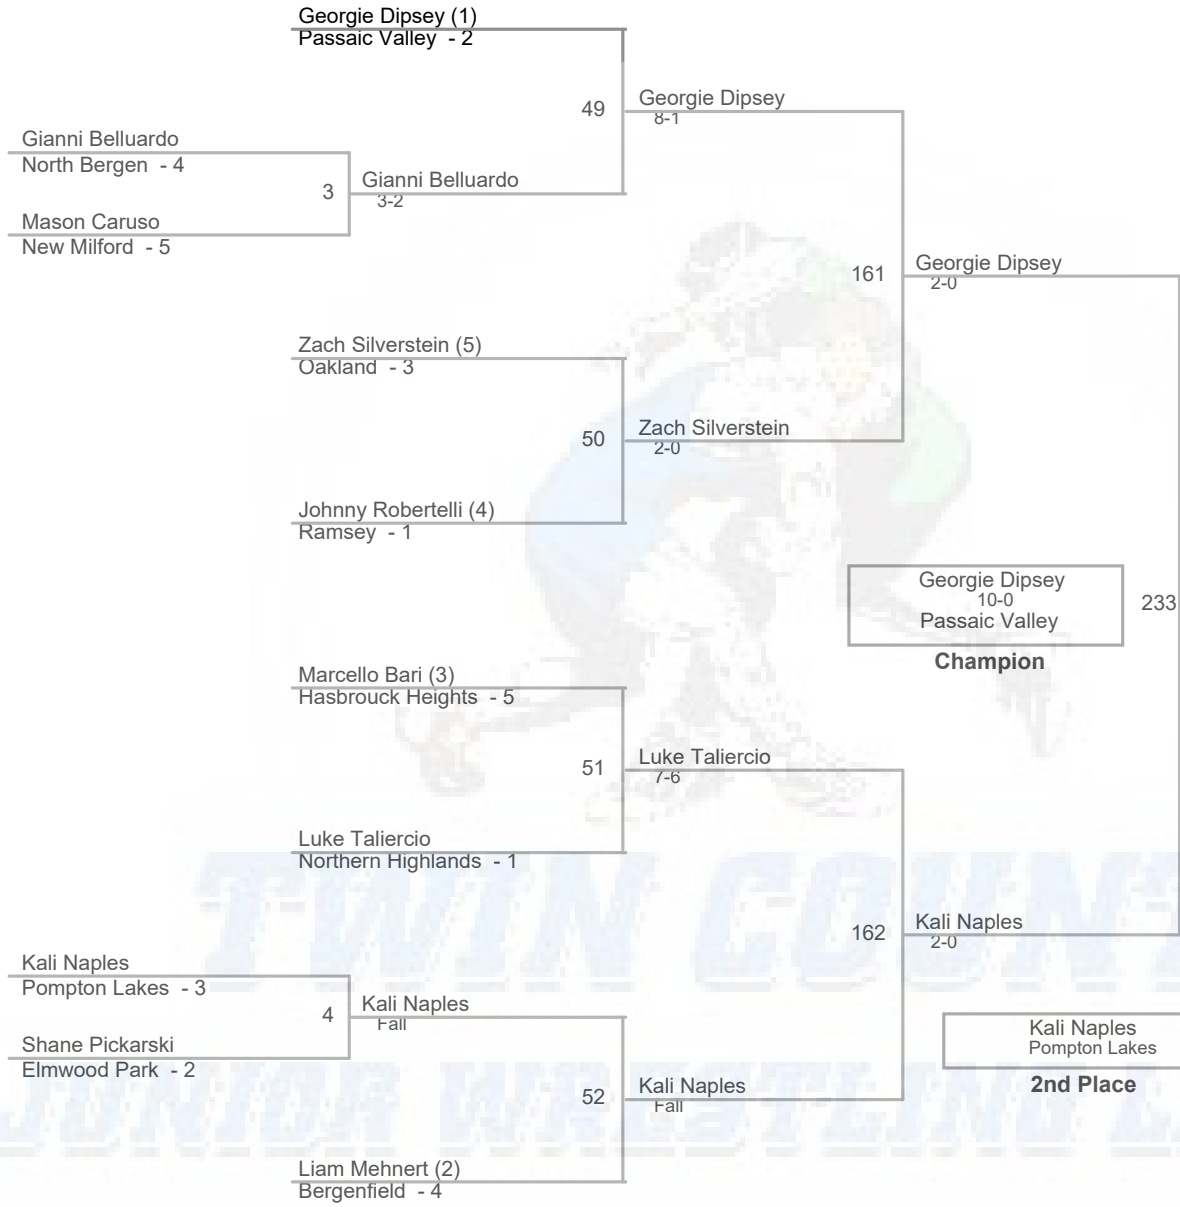 Georgie Dipsey (1)
Passaic Valley - 2
49
Georgie Dipsey
8-1
Gianni Belluardo
North Bergen - 4
3
Gianni Belluardo
3-2
Mason Caruso
New Milford - 5
161
Georgie Dipsey
2-0
Zach Silverstein (5)
Oakland - 3
50
Zach Silverstein
2-0
Johnny Robertelli (4)
Ramsey - 1
Georgie Dipsey
10-0
Passaic Valley
233
Champion
Marcello Bari (3)
Hasbrouck Heights - 5
51
Luke Taliercio
7-6
Luke Taliercio
Northern Highlands - 1
TWIN COUNT
162
Kali Naples
2-0
Kali Naples
Pompton Lakes - 3
4
Kali Naples
Fall
Shane Pickarski
Elmwood Park - 2
Kali Naples
Pompton Lakes
2nd Place
52
Kali Naples
Fall
JUNIOR WRESTLING
Liam Mehnert (2)
Bergenfield - 4